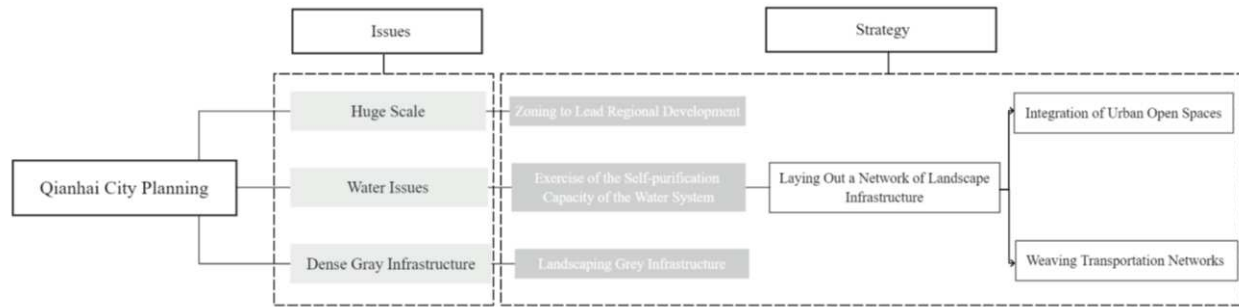 Issues
Strategy
Huge Scale
Zoning to Lead Regional Development
Integration of Urban Open Spaces
Qianhai City Planning
Water Issues
Exercise of the Self-purification
Capacity of the Water System
Laying Out a Network of Landscape
Infrastructure
Dense Gray Infrastructure
Landscaping Grey Infrastructure
Weaving Transportation Networks